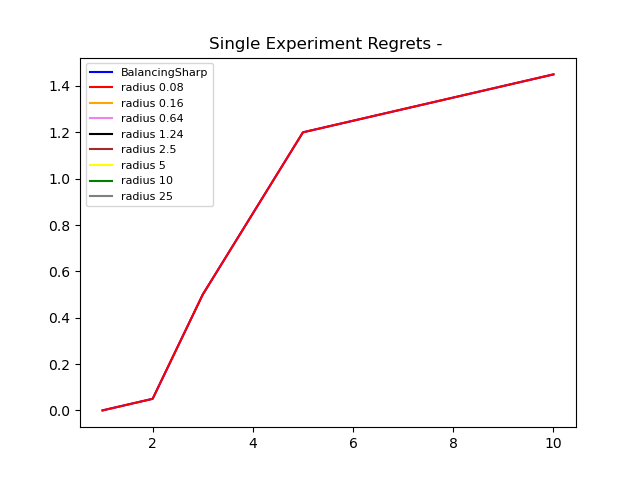 Single Experiment Regrets -
BalancingSharp
radius 0.08
radius 0.16
radius 0.64
radius 1.24
radius 2.5
radius 5
radius 10
radius 25
1.4
1.2
1.0
0.8
0.6
0.4
0.2
0.0
2 4 6 8 10